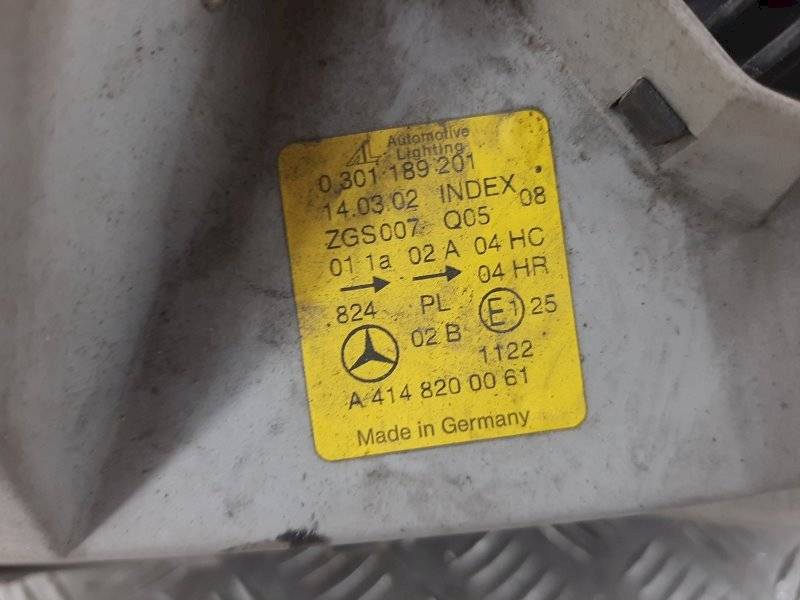 AL Automotive
Lighting
0 301 189 201
14.03.02 INDEX 08
ZGS007 Q05
01 1a 02 A 04 HC
→ → 04 HR
824 PL E1 25
02 B
1122
A 414 820 00 61
Made in Germany